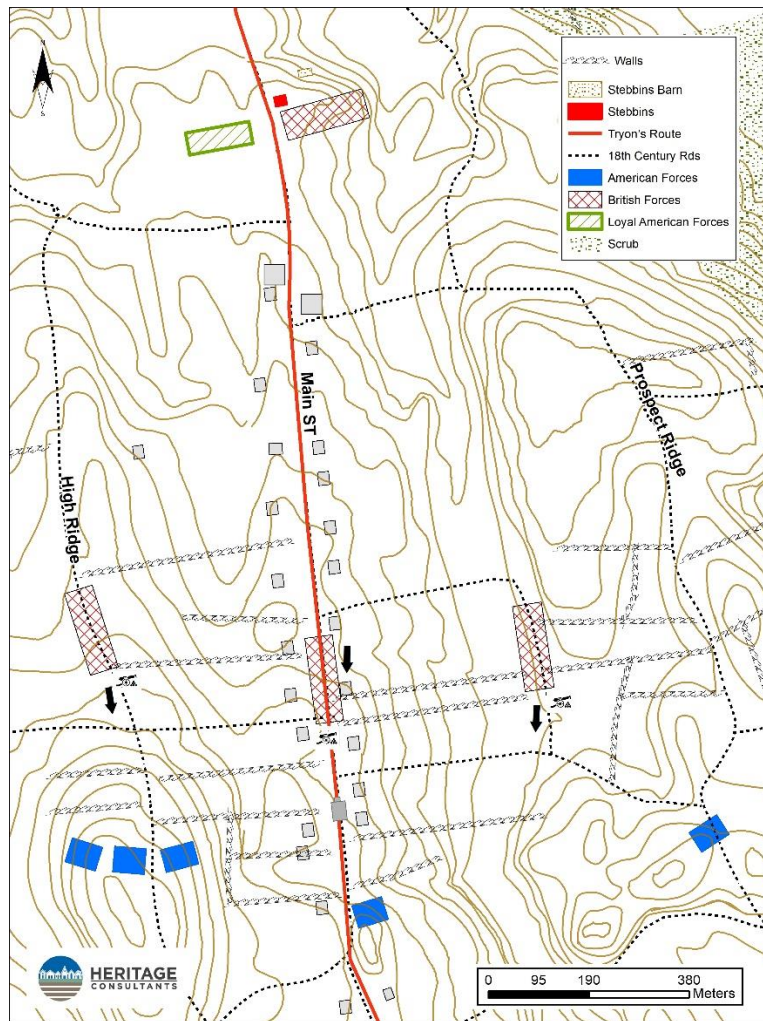 N
S
Walls
Stebbins Barn
Stebbins
Tryon's Route
18th Century Rds
American Forces
British Forces
Loyal American Forces
Scrub
Main ST
Prospect Ridge
High Ridge
HERITAGE
CONSULTANTS
0 95 190 380
Meters